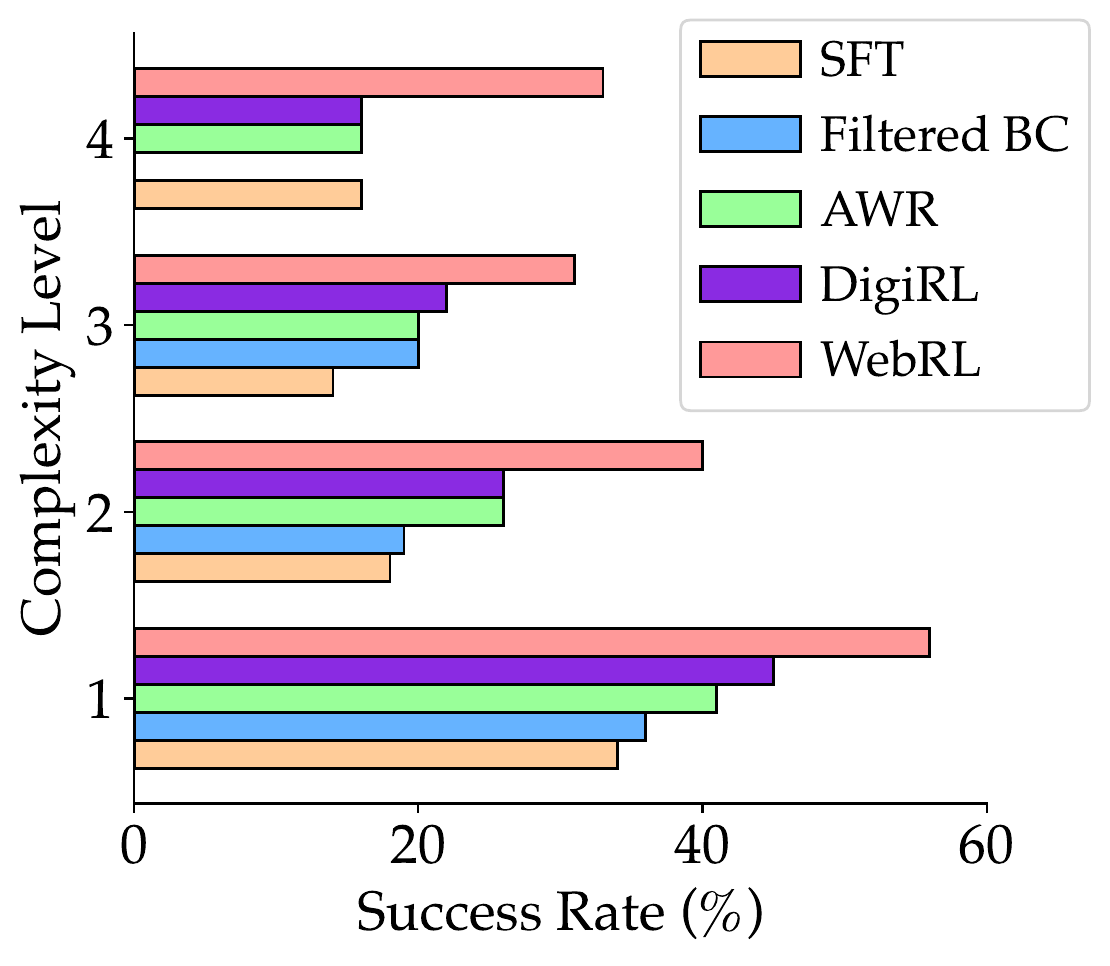 SFT
Filtered BC
AWR
DigiRL
WebRL
Complexity Level
4
3
2
1
0 20 40 60
Success Rate (%)